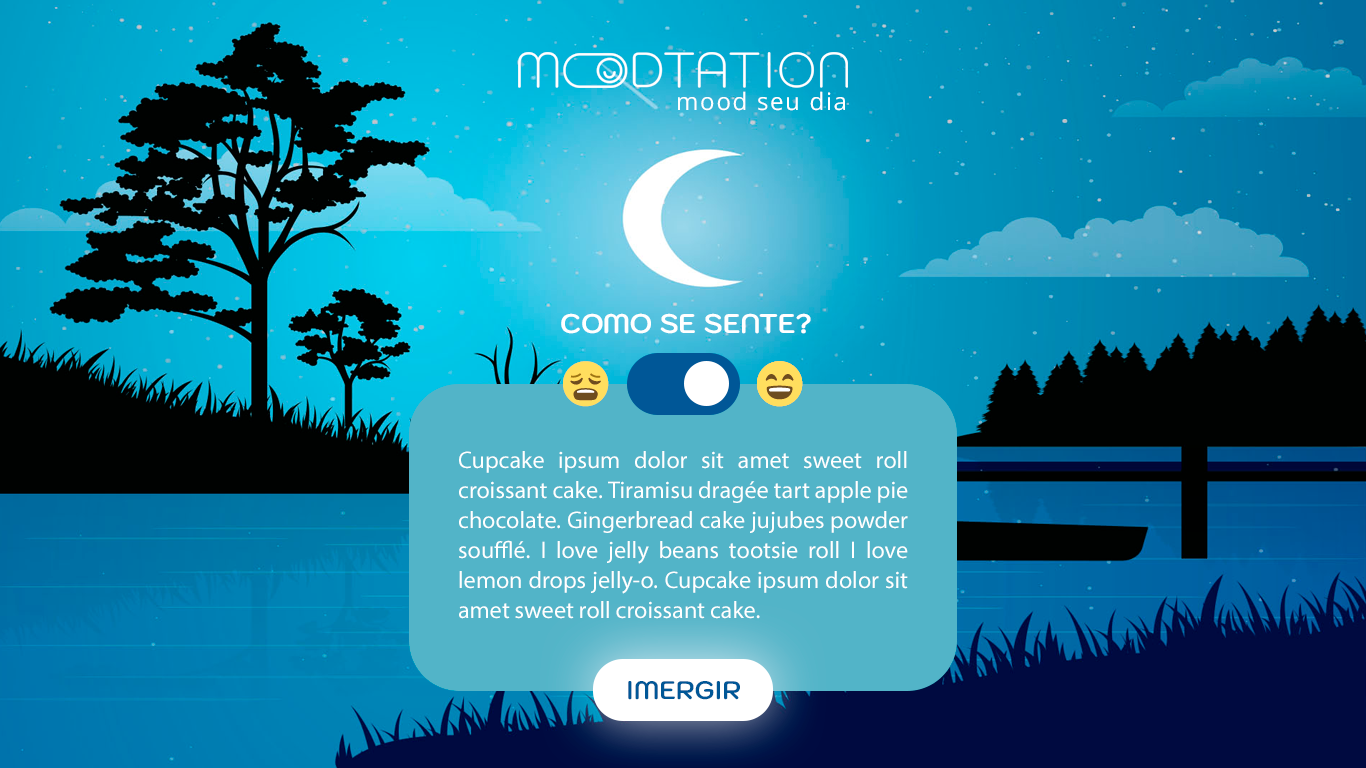 MOODTATION
mood seu dia
COMO SE SENTE?
Cupcake ipsum dolor sit amet sweet roll
croissant cake. Tiramisu dragée tart apple pie
chocolate. Gingerbread cake jujubes powder
soufflé. I love jelly beans tootsie roll I love
lemon drops jelly-o. Cupcake ipsum dolor sit
amet sweet roll croissant cake.
IMERGIR